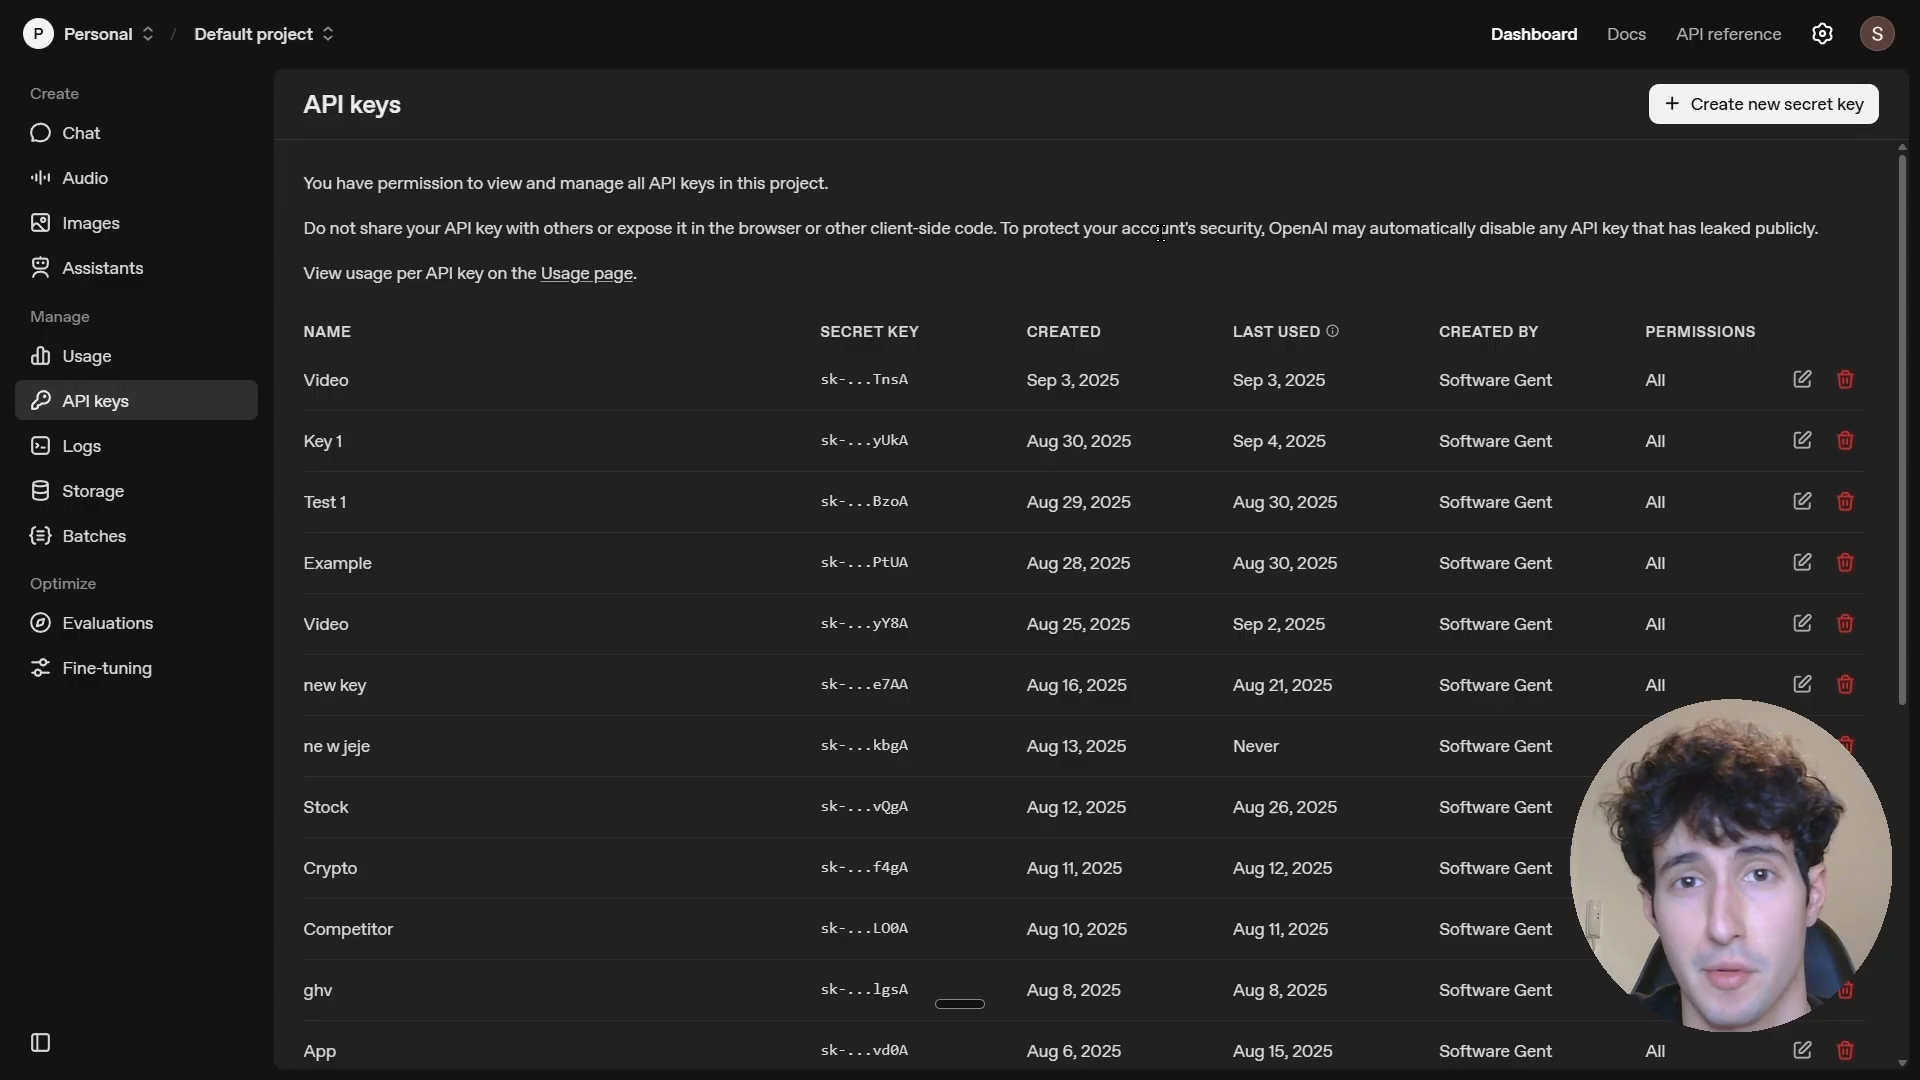 P Personal / Default project Dashboard Docs API reference S
Create
Chat
Audio
Images
Assistants
Manage
Usage
API keys
Logs
Storage
Batches
Optimize
Evaluations
Fine-tuning
API keys
+ Create new secret key
You have permission to view and manage all API keys in this project.
Do not share your API key with others or expose it in the browser or other client-side code. To protect your account's security, OpenAI may automatically disable any API key that has leaked publicly.
View usage per API key on the Usage page.
NAME SECRET KEY CREATED LAST USED CREATED BY PERMISSIONS
Video sk-...TnsA Sep 3, 2025 Sep 3, 2025 Software Gent All
Key 1 sk-...yUkA Aug 30, 2025 Sep 4, 2025 Software Gent All
Test 1 sk-...BzoA Aug 29, 2025 Aug 30, 2025 Software Gent All
Example sk-...PtUA Aug 28, 2025 Aug 30, 2025 Software Gent All
Video sk-...yY8A Aug 25, 2025 Sep 2, 2025 Software Gent All
new key sk-...e7AA Aug 16, 2025 Aug 21, 2025 Software Gent All
ne w jeje sk-...kbgA Aug 13, 2025 Never Software Gent
Stock sk-...vQgA Aug 12, 2025 Aug 26, 2025 Software Gent
Crypto sk-...f4gA Aug 11, 2025 Aug 12, 2025 Software Gent
Competitor sk-...LO0A Aug 10, 2025 Aug 11, 2025 Software Gent
ghv sk-...lgsA Aug 8, 2025 Aug 8, 2025 Software Gent
App sk-...vd0A Aug 6, 2025 Aug 15, 2025 Software Gent All